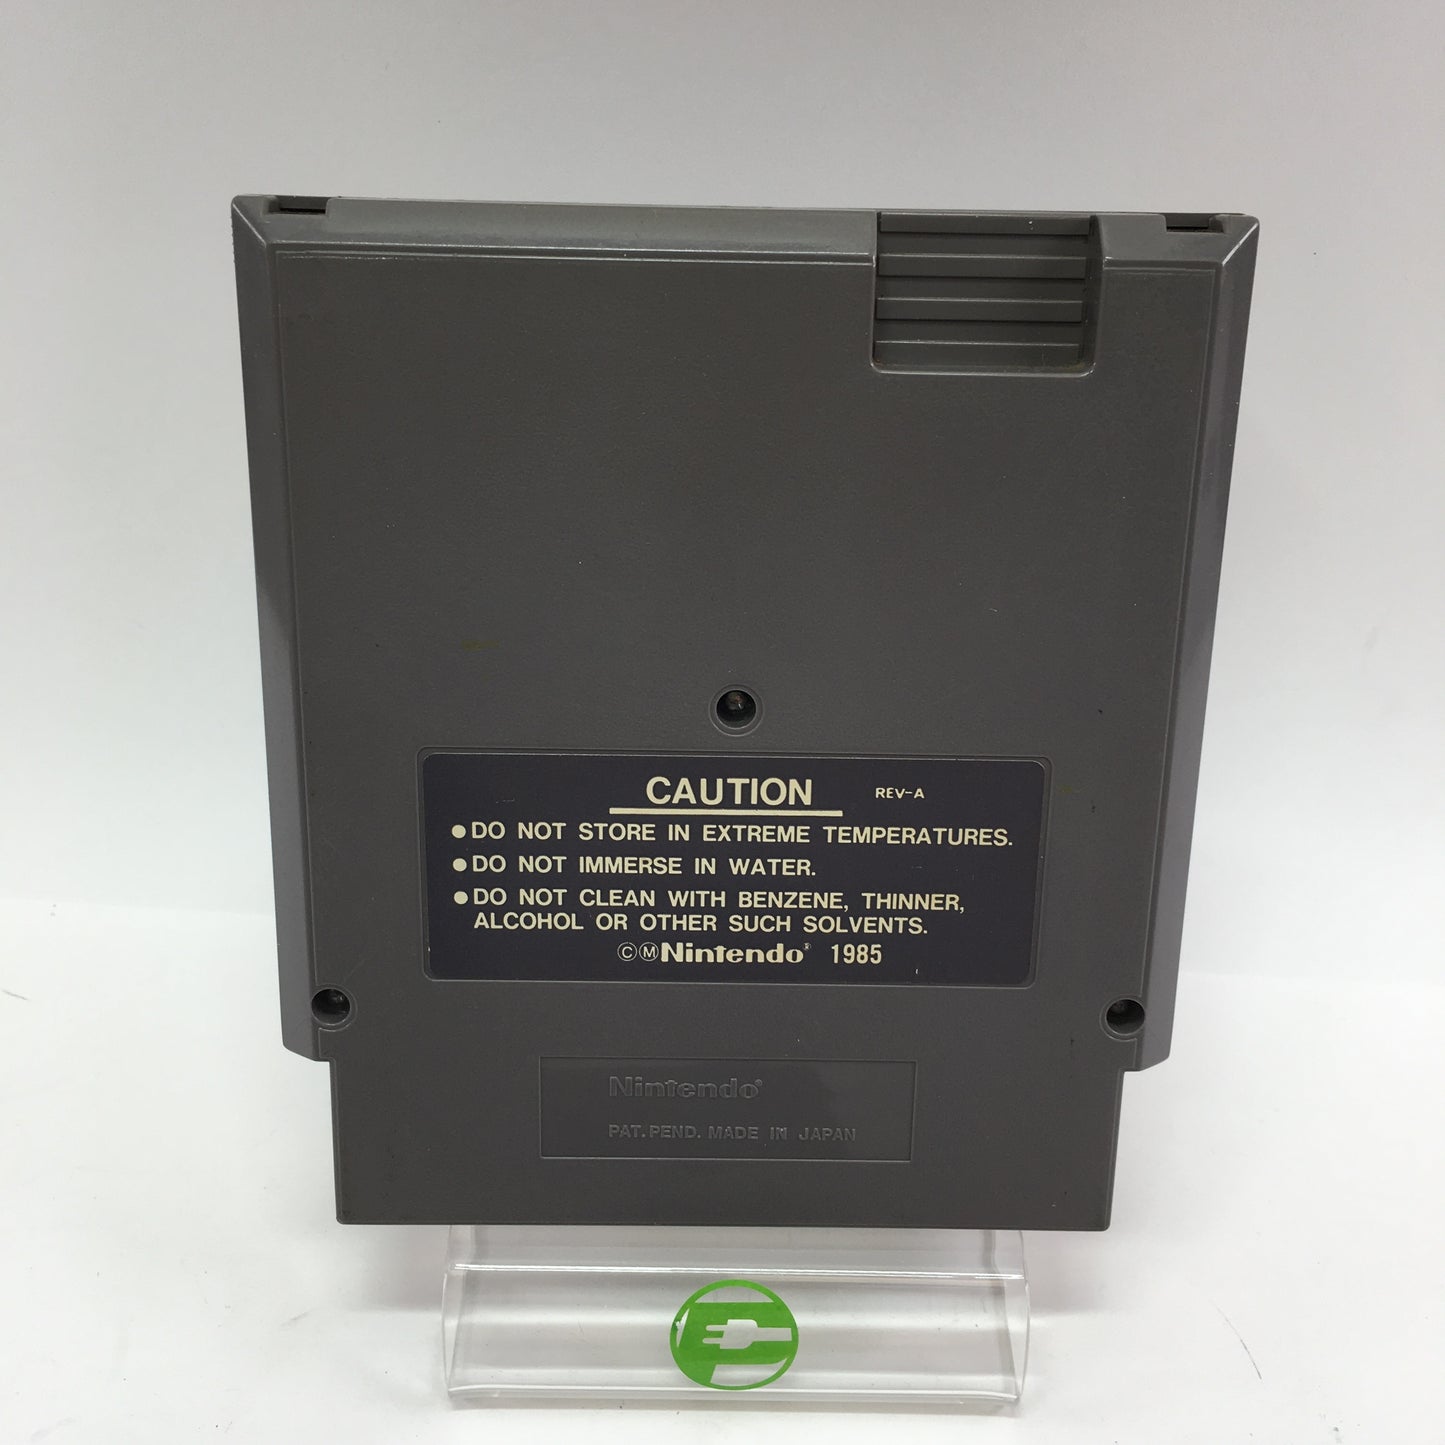 CAUTION REV-A
●DO NOT STORE IN EXTREME TEMPERATURES.
●DO NOT IMMERSE IN WATER.
●DO NOT CLEAN WITH BENZENE, THINNER,
ALCOHOL OR OTHER SUCH SOLVENTS.
ⒸⓂNintendo® 1985
Nintendo®
PAT. PEND. MADE IN JAPAN